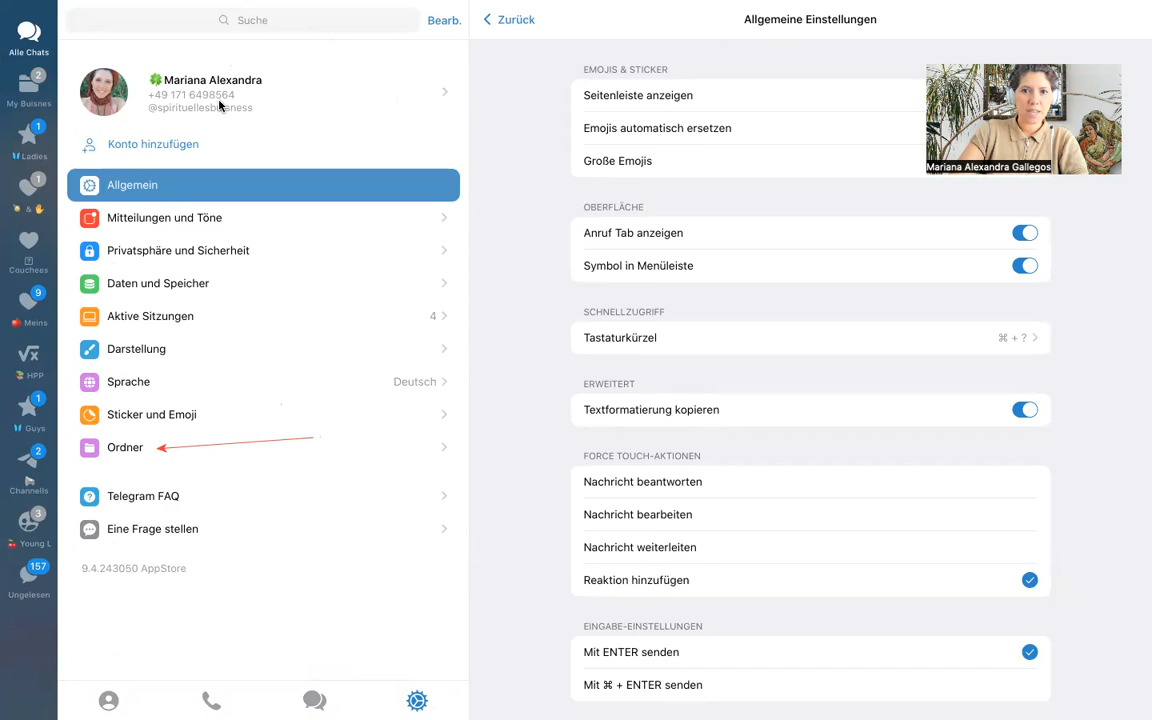 Alle Chats
2
My Buisnes
1
Ladies
1
& 
Couchees
9
Meins
HPP
1
Guys
2
Channells
3
Young L
157
Ungelesen
Suche
Bearb.
Mariana Alexandra
+49 171 6498564
@spirituellesbusiness
Konto hinzufügen
Allgemein
Mitteilungen und Töne
Privatsphäre und Sicherheit
Daten und Speicher
Aktive Sitzungen 4
Darstellung
Sprache Deutsch
Sticker und Emoji
Ordner
Telegram FAQ
Eine Frage stellen
9.4.243050 AppStore
Zurück
Allgemeine Einstellungen
EMOJIS & STICKER
Seitenleiste anzeigen
Emojis automatisch ersetzen
Große Emojis
Mariana Alexandra Gallegos
OBERFLÄCHE
Anruf Tab anzeigen
Symbol in Menüleiste
SCHNELLZUGRIFF
Tastaturkürzel ⌘ + ?
ERWEITERT
Textformatierung kopieren
FORCE TOUCH-AKTIONEN
Nachricht beantworten
Nachricht bearbeiten
Nachricht weiterleiten
Reaktion hinzufügen
EINGABE-EINSTELLUNGEN
Mit ENTER senden
Mit ⌘ + ENTER senden